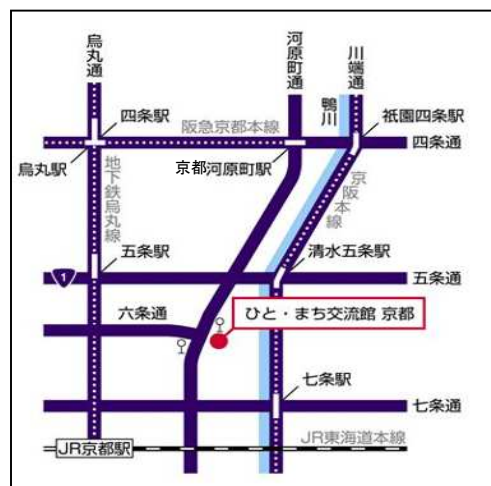 烏丸通
河原町通
川端通
鴨川
四条駅
阪急京都本線
祇園四条駅
四条通
烏丸駅
京都河原町駅
地下鉄烏丸線
京阪本線
五条駅
清水五条駅
1
五条通
六条通
ひと・まち交流館 京都
七条駅
七条通
JR東海道本線
JR京都駅